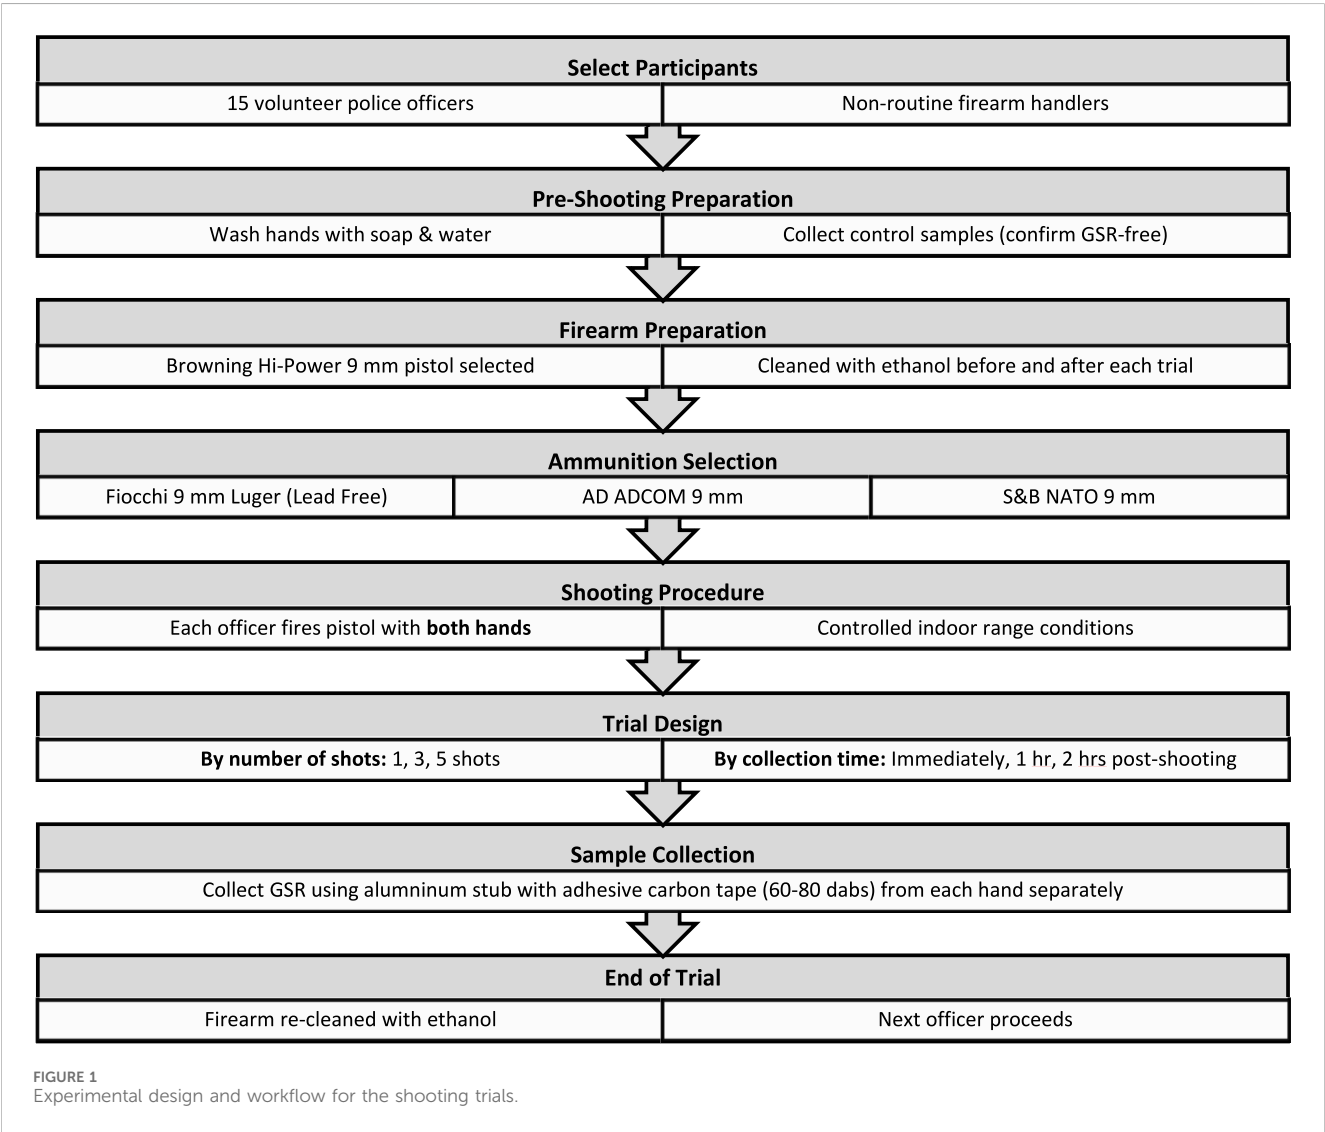 Select Participants
15 volunteer police officers
Non-routine firearm handlers
Pre-Shooting Preparation
Wash hands with soap & water
Collect control samples (confirm GSR-free)
Firearm Preparation
Browning Hi-Power 9 mm pistol selected
Cleaned with ethanol before and after each trial
Ammunition Selection
Fiocchi 9 mm Luger (Lead Free)
AD ADCOM 9 mm
S&B NATO 9 mm
Shooting Procedure
Each officer fires pistol with both hands
Controlled indoor range conditions
Trial Design
By number of shots: 1, 3, 5 shots
By collection time: Immediately, 1 hr, 2 hrs post-shooting
Sample Collection
Collect GSR using alumninum stub with adhesive carbon tape (60-80 dabs) from each hand separately
End of Trial
Firearm re-cleaned with ethanol
Next officer proceeds
FIGURE 1
Experimental design and workflow for the shooting trials.